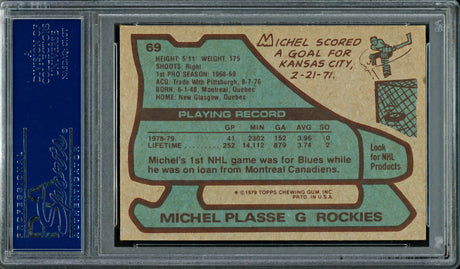 69
HEIGHT: 5'11" WEIGHT: 175
SHOOTS: Right
1st PRO SEASON: 1968-69
ACQ: Trade With Pittsburgh, 8-7-75
BORN: 6-1-48, Montreal, Quebec
HOME: New Glasgow, Quebec
MICHEL SCORED
A GOAL FOR
KANSAS CITY,
2-21-71.
PLAYING RECORD
GP MIN GA AVE SO
1978-79 41 2302 152 3.96 0
LIFETIME 252 14,112 879 3.74 2
Michel's 1st NHL game was for Blues while
he was on loan from Montreal Canadiens.
Look
for NHL
Products
©1979 TOPPS CHEWING GUM, INC.
PRTD. IN U.S.A.
MICHEL PLASSE G ROCKIES
PSA